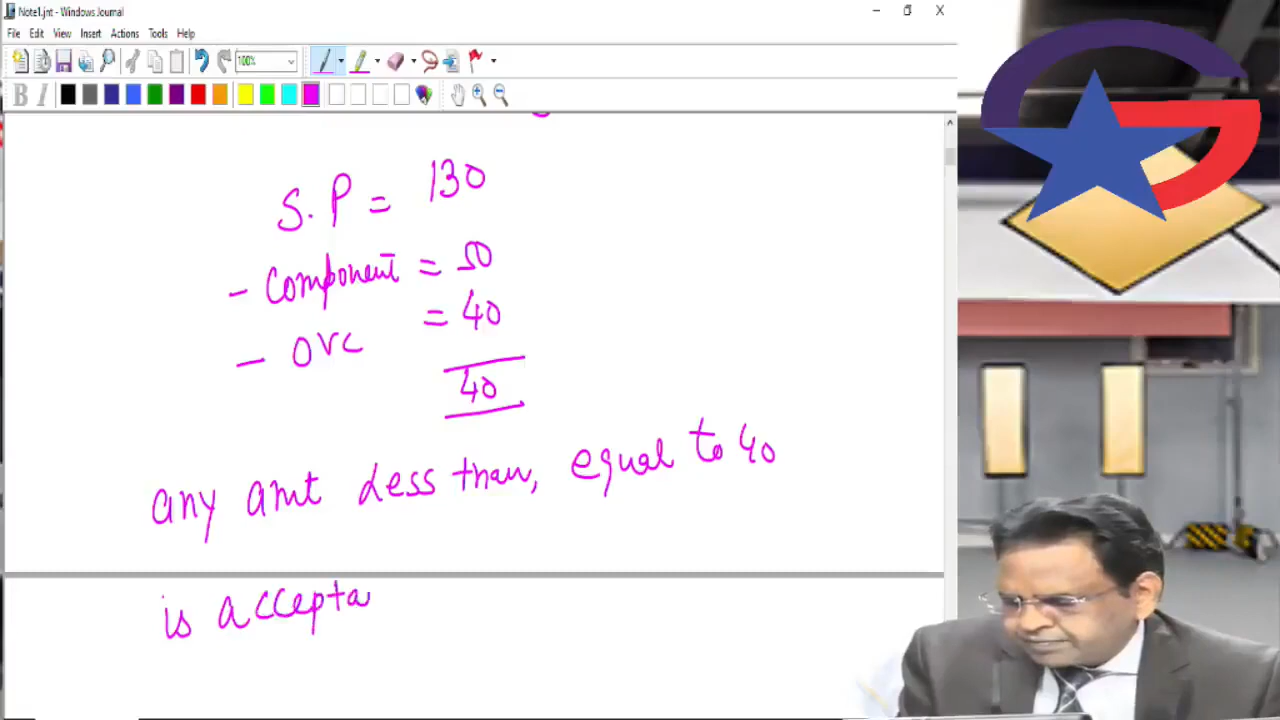 Note1.jnt - Windows Journal
File Edit View Insert Actions Tools Help
100%
B I
S.P = 130
- Component = 50
- OVC = 40
40
any amt less than, equal to 40
is accepta